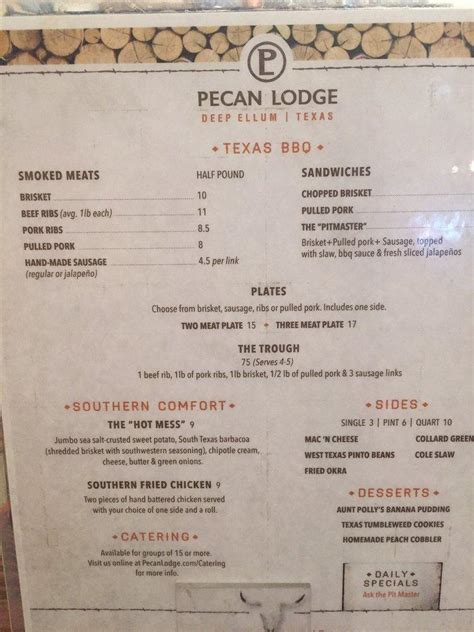 P
PECAN LODGE
DEEP ELLUM | TEXAS
TEXAS BBQ
SMOKED MEATS HALF POUND
BRISKET 10
BEEF RIBS (avg. 1lb each) 11
PORK RIBS 8.5
PULLED PORK 8
HAND-MADE SAUSAGE 4.5 per link
(regular or jalapeño)
SANDWICHES
CHOPPED BRISKET
PULLED PORK
THE "PITMASTER"
Brisket+Pulled pork+ Sausage, topped
with slaw, bbq sauce & fresh sliced jalapeños
PLATES
Choose from brisket, sausage, ribs or pulled pork. Includes one side.
TWO MEAT PLATE 15 THREE MEAT PLATE 17
THE TROUGH
75 (Serves 4-5)
1 beef rib, 1lb of pork ribs, 1lb brisket, 1/2 lb of pulled pork & 3 sausage links
SOUTHERN COMFORT
THE "HOT MESS" 9
Jumbo sea salt-crusted sweet potato, South Texas barbacoa
(shredded brisket with southwestern seasoning), chipotle cream,
cheese, butter & green onions.
SOUTHERN FRIED CHICKEN 9
Two pieces of hand battered chicken served
with your choice of one side and a roll.
CATERING
Available for groups of 15 or more.
Visit us online at PecanLodge.com/Catering
for more info.
SIDES
SINGLE 3 | PINT 6 | QUART 10
MAC 'N CHEESE COLLARD GREEN
WEST TEXAS PINTO BEANS COLE SLAW
FRIED OKRA
DESSERTS
AUNT POLLY'S BANANA PUDDING
TEXAS TUMBLEWEED COOKIES
HOMEMADE PEACH COBBLER
DAILY
SPECIALS
Ask the Pit Master